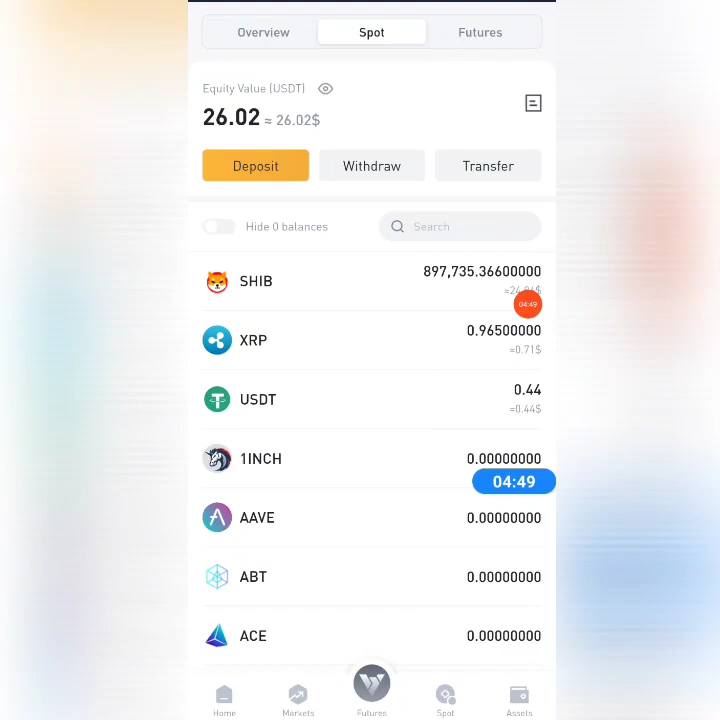 Overview Spot Futures
Equity Value (USDT)
26.02 ≈ 26.02$
Deposit Withdraw Transfer
Hide 0 balances Search
SHIB 897,735.36600000
04:49
XRP 0.96500000
≈0.71$
USDT 0.44
≈0.44$
1INCH 0.00000000
04:49
AAVE 0.00000000
ABT 0.00000000
ACE 0.00000000
Home Markets Futures Spot Assets